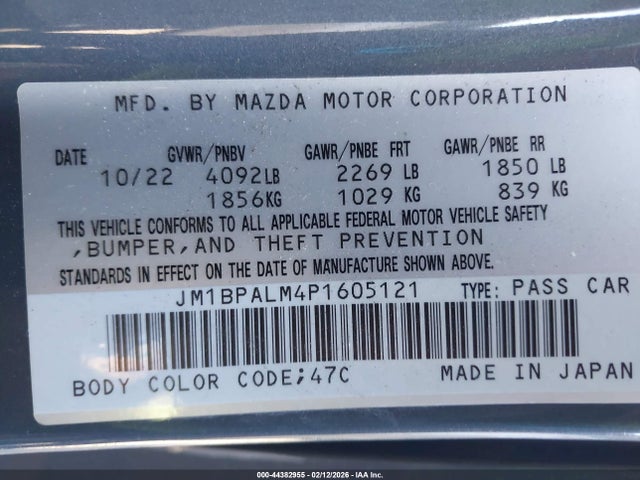 MFD. BY MAZDA MOTOR CORPORATION
DATE GVWR/PNBV GAWR/PNBE FRT GAWR/PNBE RR
10/22 4092LB 2269 LB 1850 LB
1856KG 1029 KG 839 KG
THIS VEHICLE CONFORMS TO ALL APPLICABLE FEDERAL MOTOR VEHICLE SAFETY
,BUMPER,AND THEFT PREVENTION
STANDARDS IN EFFECT ON THE DATE OF MANUFACTURE SHOWN ABOVE.
JM1BPALM4P1605121 TYPE: PASS CAR
BODY COLOR CODE;47C MADE IN JAPAN
000-44382955 - 02/12/2026 - IAA Inc.